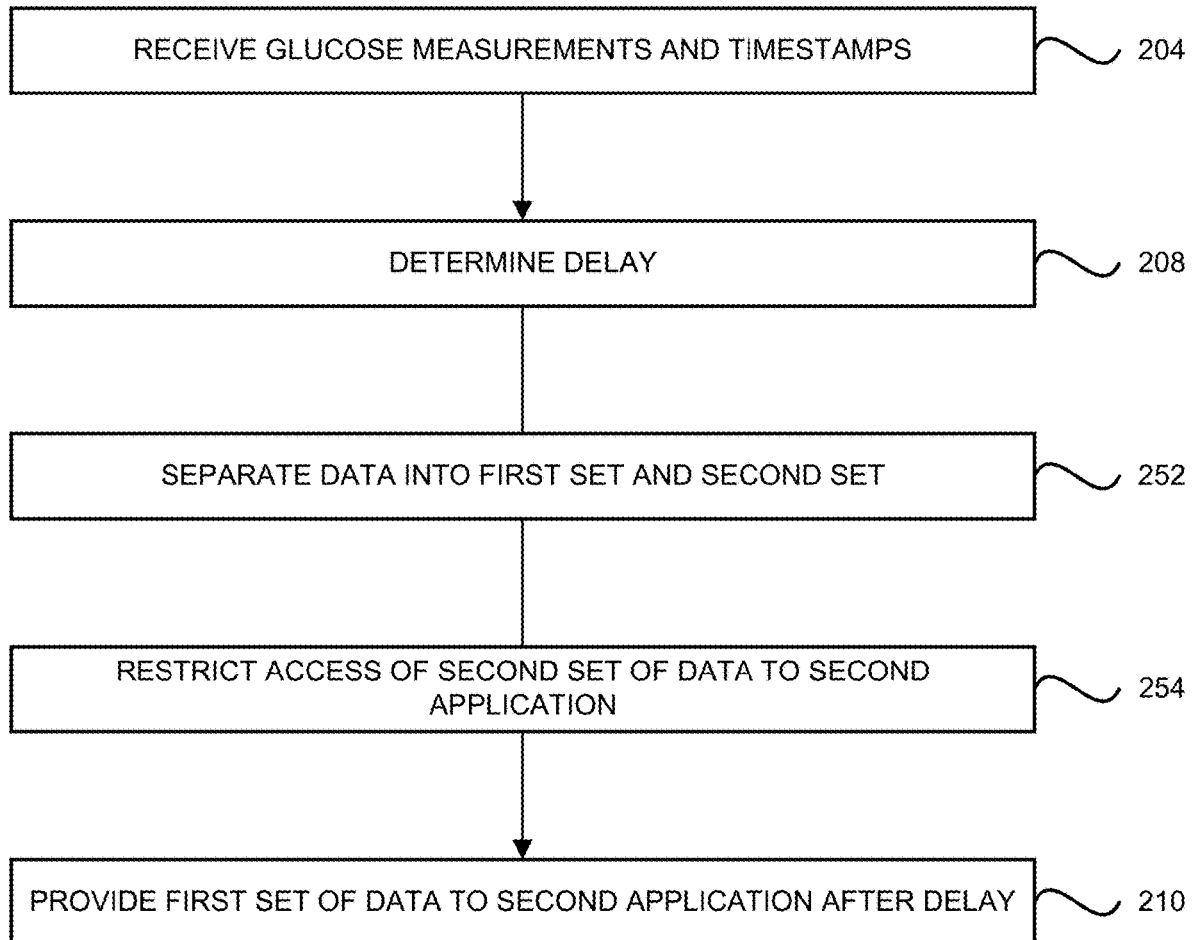 RECEIVE GLUCOSE MEASUREMENTS AND TIMESTAMPS
204
DETERMINE DELAY
208
SEPARATE DATA INTO FIRST SET AND SECOND SET
252
RESTRICT ACCESS OF SECOND SET OF DATA TO SECOND
APPLICATION
254
PROVIDE FIRST SET OF DATA TO SECOND APPLICATION AFTER DELAY
210